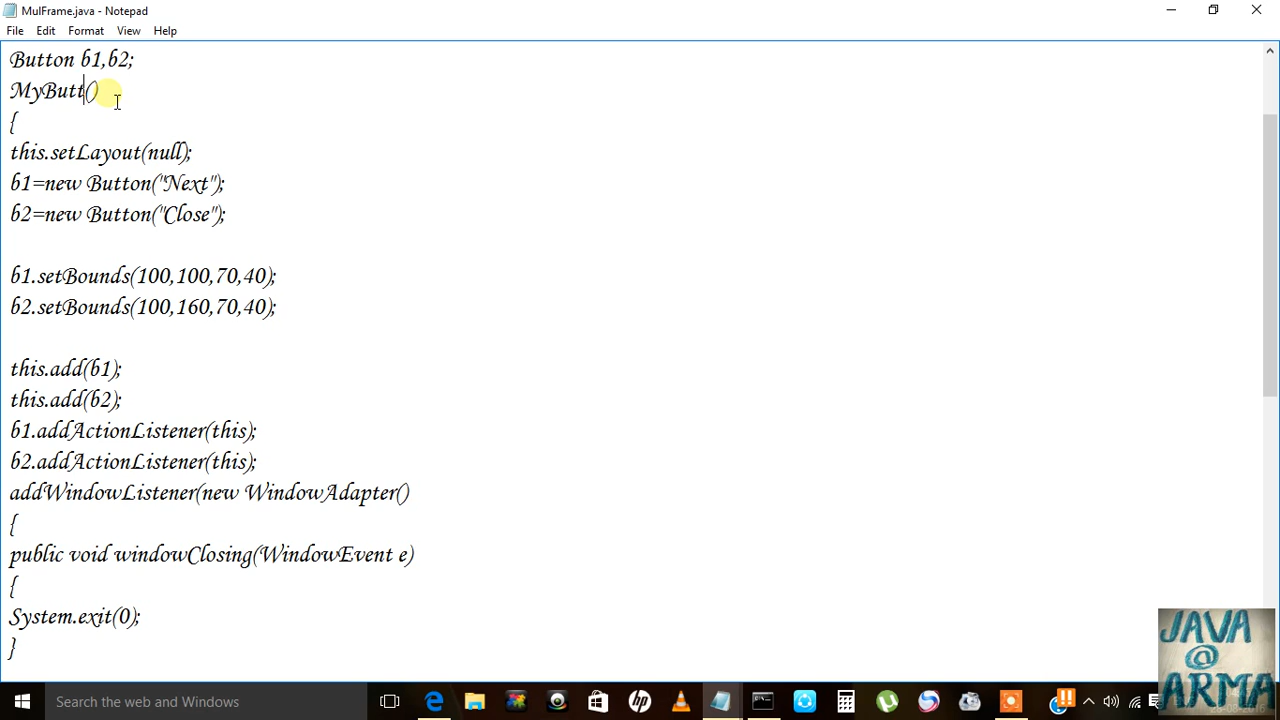 MulFrame.java - Notepad
File Edit Format View Help
Button b1,b2;
MyButt()
{
this.setLayout(null);
b1=new Button("Next");
b2=new Button("Close");
b1.setBounds(100,100,70,40);
b2.setBounds(100,160,70,40);
this.add(b1);
this.add(b2);
b1.addActionListener(this);
b2.addActionListener(this);
addWindowListener(new WindowAdapter()
{
public void windowClosing(WindowEvent e)
{
System.exit(0);
}
JAVA
@
ARMA
Search the web and Windows